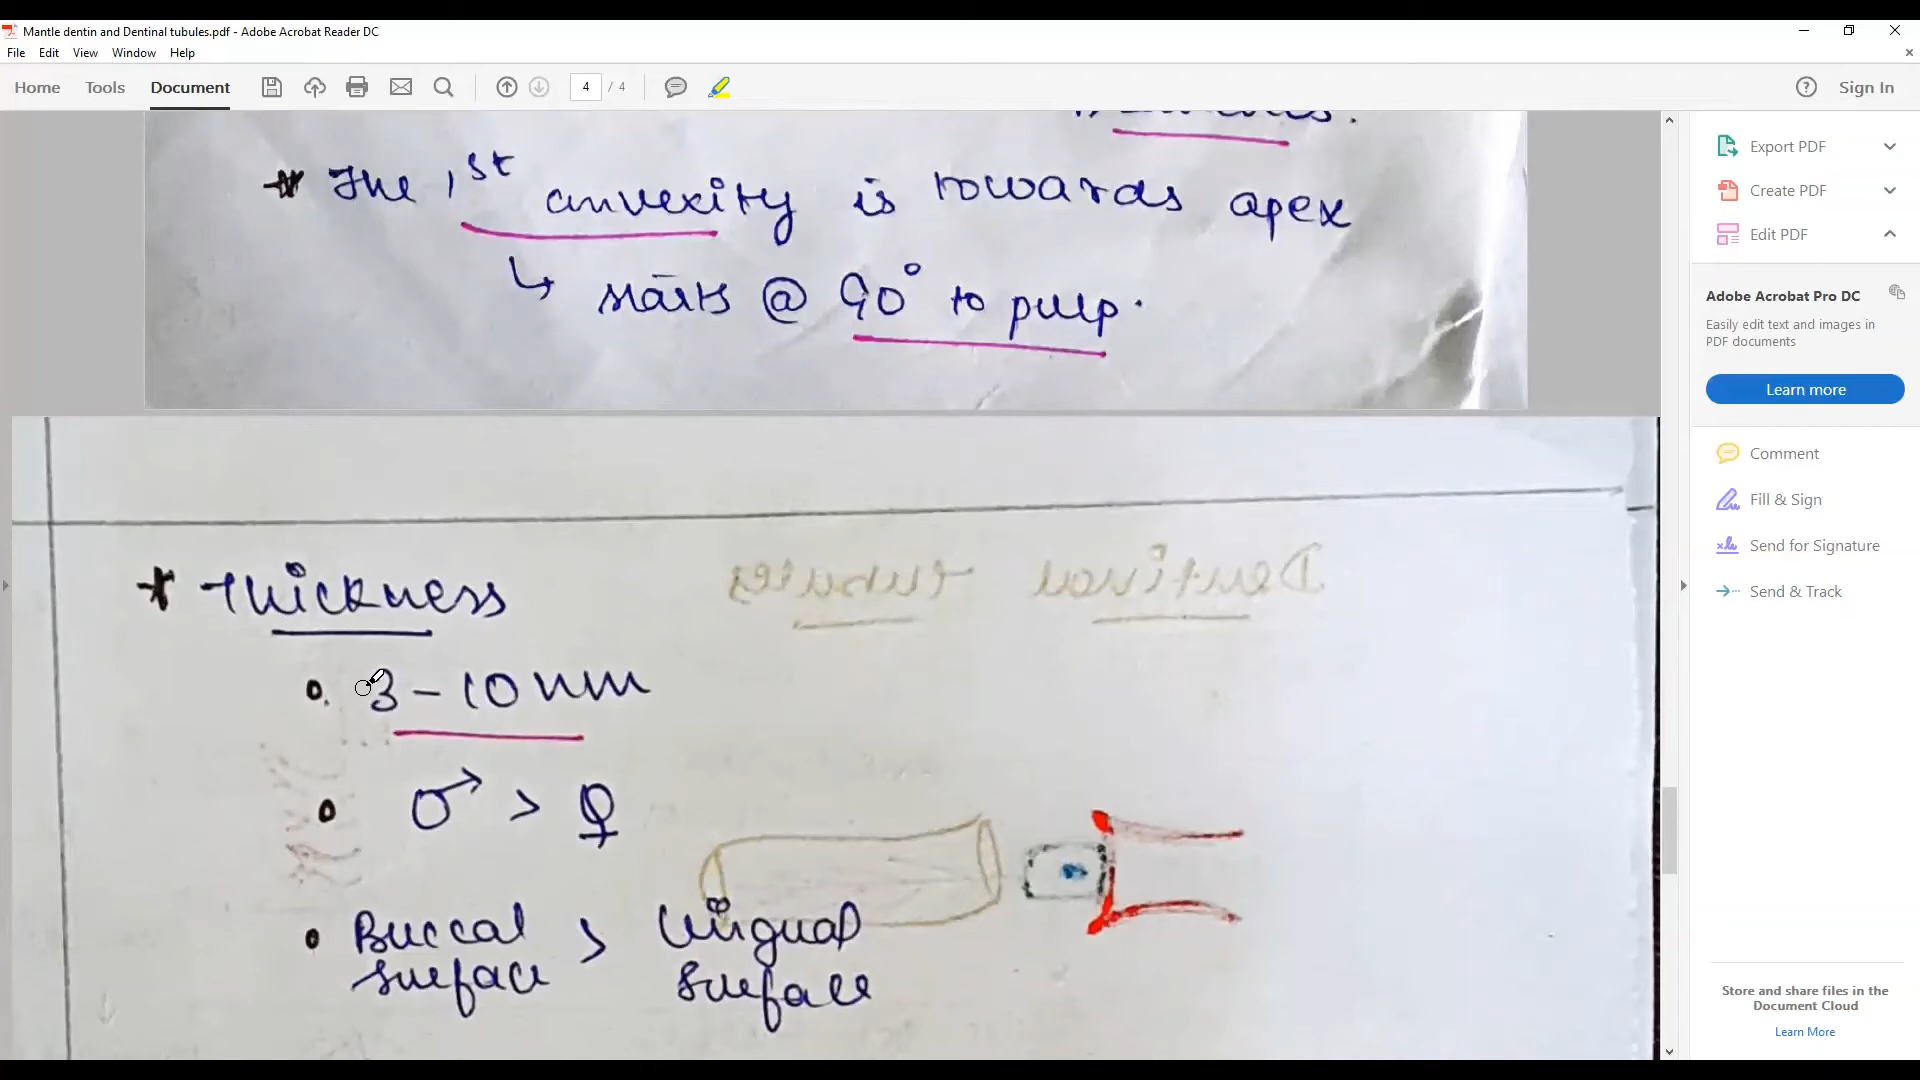 Mantle dentin and Dentinal tubules.pdf - Adobe Acrobat Reader DC
File Edit View Window Help
Home Tools Document 4 / 4 Sign In
* The 1st convexity is towards apex
↳ starts @ 90° to pulp.
* Thickness
3 - 10 nm
♂ > ♀
Buccal surface > Lingual surface
Dentinal tubules
Export PDF
Create PDF
Edit PDF
Adobe Acrobat Pro DC
Easily edit text and images in
PDF documents
Learn more
Comment
Fill & Sign
Send for Signature
Send & Track
Store and share files in the
Document Cloud
Learn More